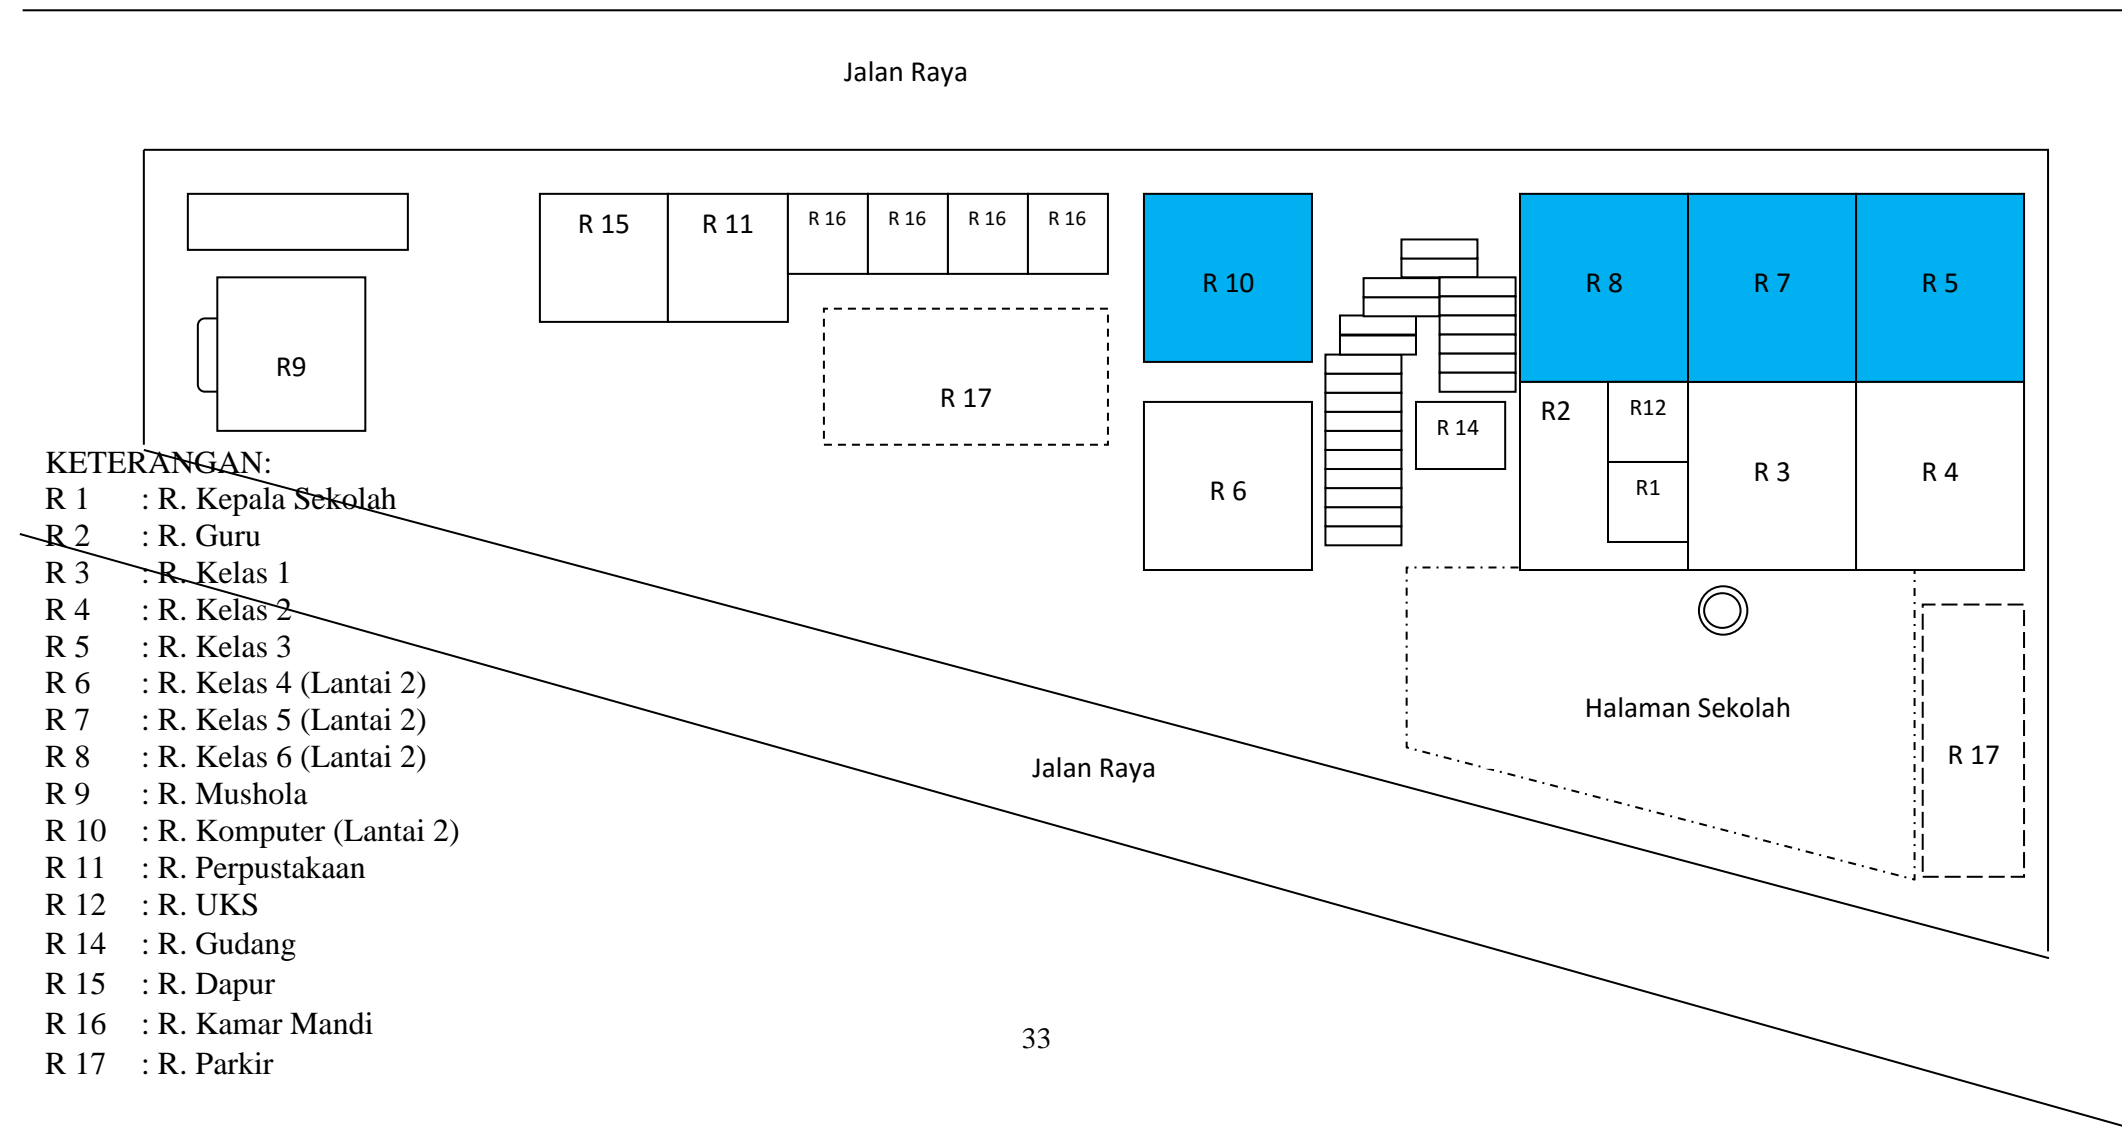 Jalan Raya
R 15
R 11
R 16
R 16
R 16
R 16
R 10
R 8
R 7
R 5
R9
R 17
R 6
R 14
R2
R12
R1
R 3
R 4
Halaman Sekolah
R 17
Jalan Raya
KETERANGAN:
R 1 : R. Kepala Sekolah
R 2 : R. Guru
R 3 : R. Kelas 1
R 4 : R. Kelas 2
R 5 : R. Kelas 3
R 6 : R. Kelas 4 (Lantai 2)
R 7 : R. Kelas 5 (Lantai 2)
R 8 : R. Kelas 6 (Lantai 2)
R 9 : R. Mushola
R 10 : R. Komputer (Lantai 2)
R 11 : R. Perpustakaan
R 12 : R. UKS
R 14 : R. Gudang
R 15 : R. Dapur
R 16 : R. Kamar Mandi
R 17 : R. Parkir
33